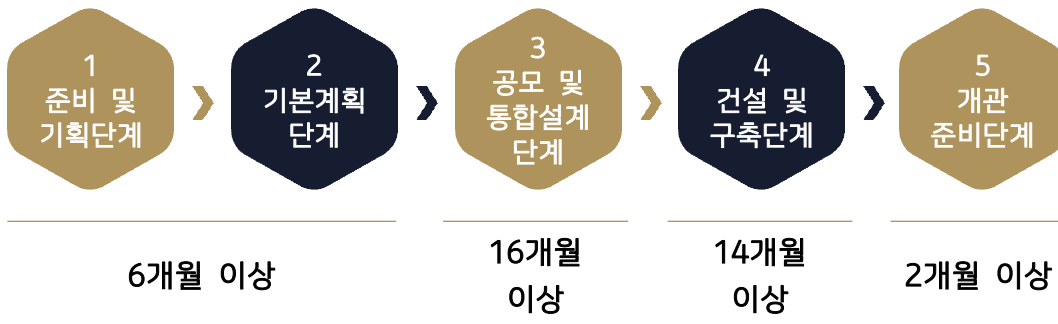 1
준비 및
기획단계
2
기본계획
단계
3
공모 및
통합설계
단계
4
건설 및
구축단계
5
개관
준비단계
6개월 이상
16개월
이상
14개월
이상
2개월 이상